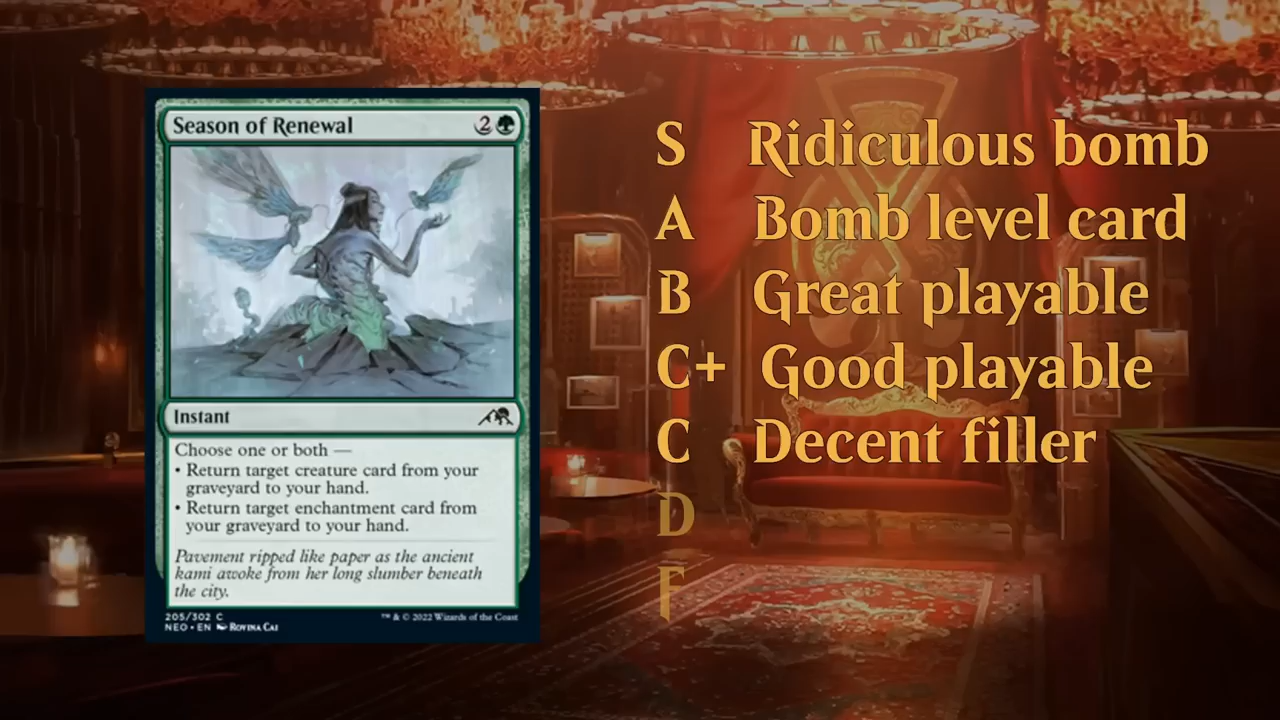 Season of Renewal 2
Instant
Choose one or both —
• Return target creature card from your
graveyard to your hand.
• Return target enchantment card from
your graveyard to your hand.
Pavement ripped like paper as the ancient
kami awoke from her long slumber beneath
the city.
205/302 C
NEO • EN ROVINA CAI
™ & © 2022 Wizards of the Coast
S Ridiculous bomb
A Bomb level card
B Great playable
C+ Good playable
C Decent filler
D
F